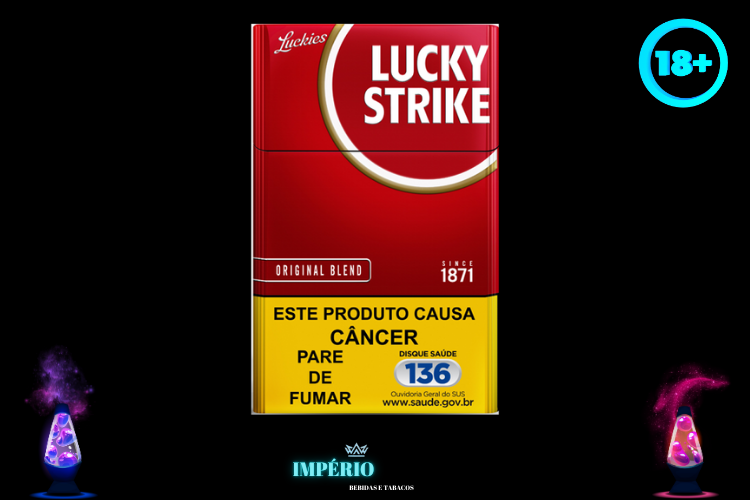 Luckies
LUCKY
STRIKE
18+
ORIGINAL BLEND
SINCE
1871
ESTE PRODUTO CAUSA
CÂNCER
PARE
DE
FUMAR
DISQUE SAÚDE
136
Ouvidoria Geral do SUS
www.saude.gov.br
IMPÉRIO
BEBIDAS E TABACOS